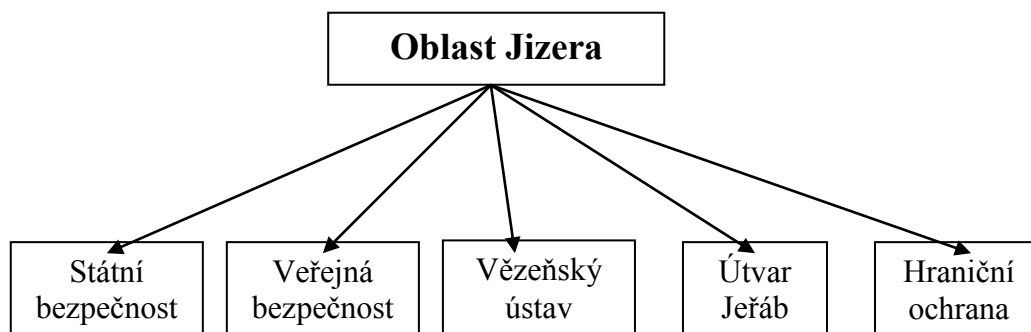 Oblast Jizera
Státní
bezpečnost
Veřejná
bezpečnost
Vězeňský
ústav
Útvar
Jeřáb
Hraniční
ochrana